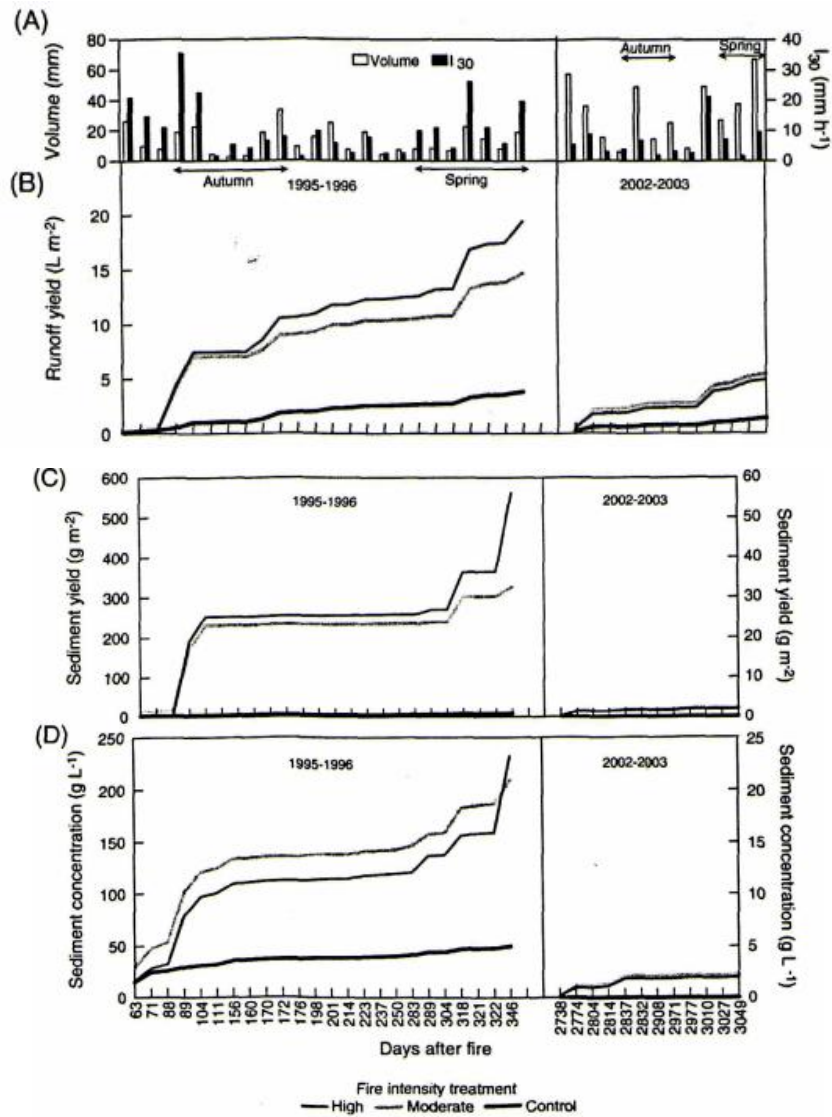 (A)
Volume (mm)
80
60
40
20
0
Volume I 30
Autumn
Spring
40
30
20
10
0
I30 (mm h-1)
Autumn
1995-1996
Spring
2002-2003
(B)
Runoff yield (L m-2)
20
15
10
5
0
(C)
Sediment yield (g m-2)
600
500
400
300
200
100
0
1995-1996
2002-2003
60
50
40
30
20
10
0
Sediment yield (g m-2)
(D)
Sediment concentration (g L-1)
250
200
150
100
50
0
1995-1996
2002-2003
25
20
15
10
5
0
Sediment concentration (g L -1)
63 71 88 89 104 111 156 160 170 172 176 198 201 214 223 237 250 283 289 304 318 321 322 346
2738 2774 2804 2814 2837 2832 2908 2971 2977 3010 3027 3049
Days after fire
Fire intensity treatment
High Moderate Control